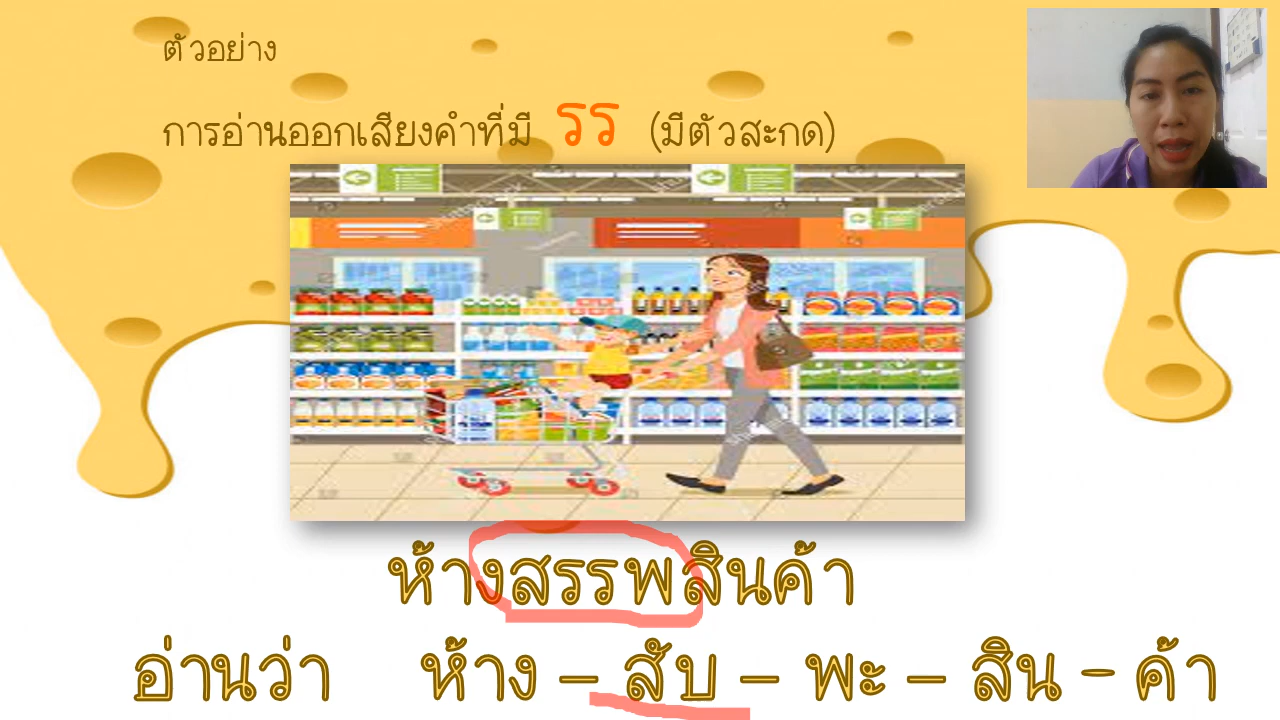 ตัวอย่าง
การอ่านออกเสียงคำที่มี รร (มีตัวสะกด)
ห้างสรรพสินค้า
อ่านว่า ห้าง – สับ – พะ – สิน - ค้า